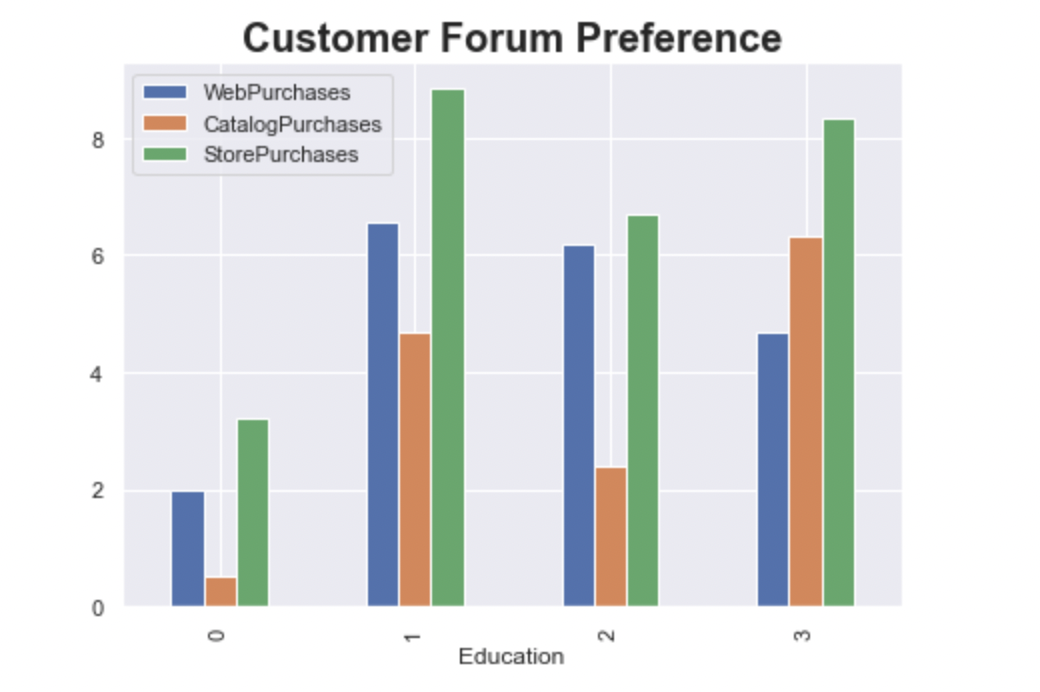 Customer Forum Preference
WebPurchases
CatalogPurchases
StorePurchases
8
6
4
2
0
0
1
2
3
Education